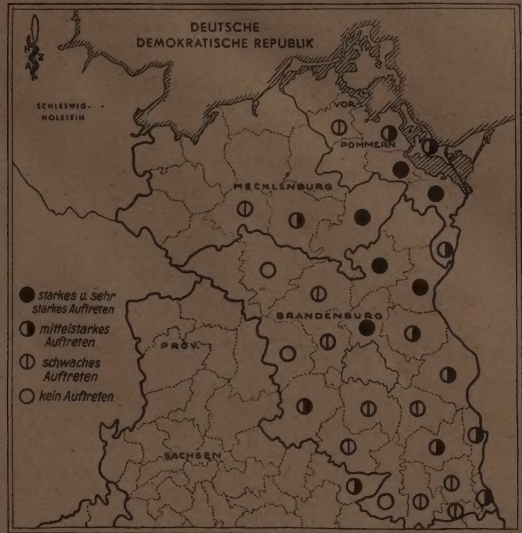 DEUTSCHE
DEMOKRATISCHE REPUBLIK
SCHLESWIG-
HOLSTEIN
VOR-
POMMERN
MECKLENBURG
BRANDENBURG
PROV.
SACHSEN
starkes u. sehr
starkes Auftreten
mittelstarkes
Auftreten
schwaches
Auftreten
kein Auftreten